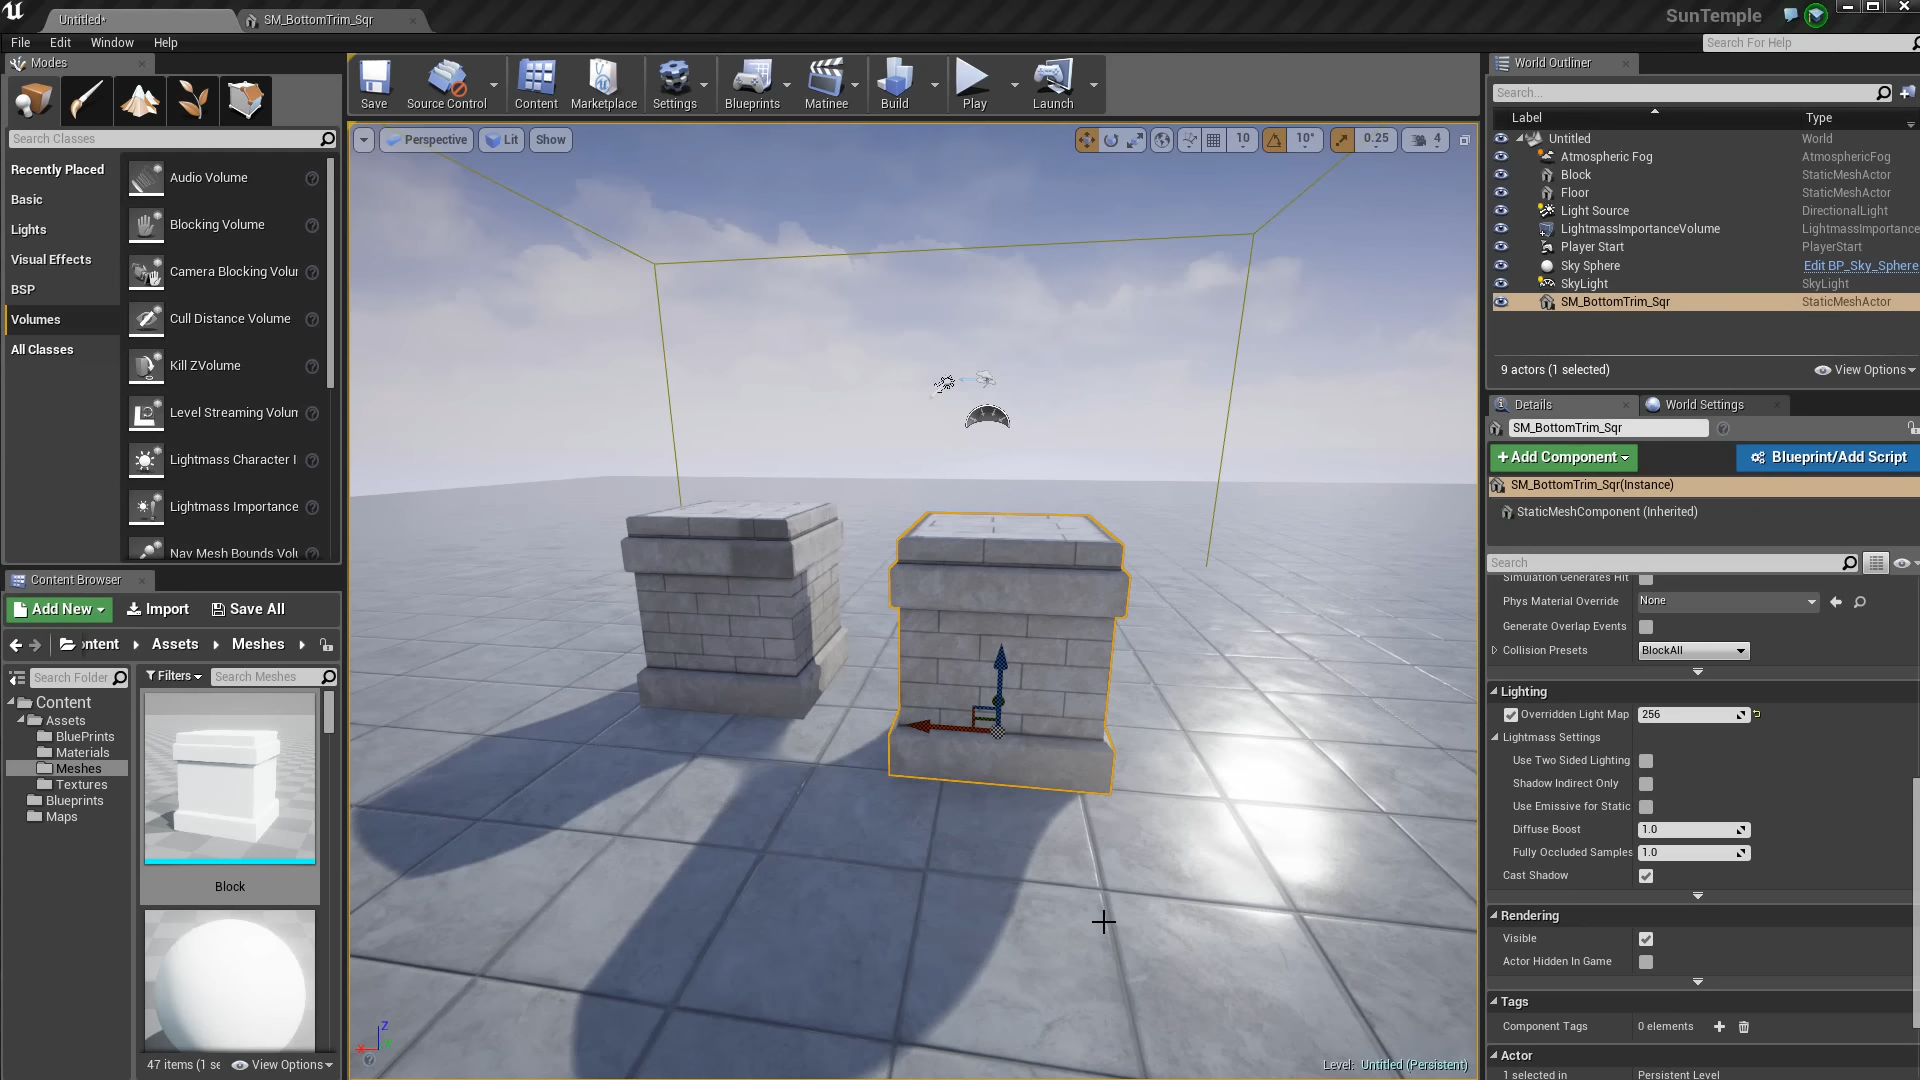 Untitled*
SM_BottomTrim_Sqr
SunTemple
File Edit Window Help
Search For Help
Modes
Search Classes
Recently Placed
Basic
Lights
Visual Effects
BSP
Volumes
All Classes
Audio Volume
Blocking Volume
Camera Blocking Volur
Cull Distance Volume
Kill ZVolume
Level Streaming Volun
Lightmass Character I
Lightmass Importance
Nav Mesh Bounds Volu
Save
Source Control
Content
Marketplace
Settings
Blueprints
Matinee
Build
Play
Launch
Perspective
Lit
Show
10
10°
0.25
4
Z
X
Level: Untitled (Persistent)
Content Browser
Add New
Import
Save All
ntent
Assets
Meshes
Search Folder
Filters
Search Meshes
Content
Assets
BluePrints
Materials
Meshes
Textures
Blueprints
Maps
Block
47 items (1 se
View Options
World Outliner
Search...
Label Type
Untitled World
Atmospheric Fog AtmosphericFog
Block StaticMeshActor
Floor StaticMeshActor
Light Source DirectionalLight
LightmassImportanceVolume LightmassImportance
Player Start PlayerStart
Sky Sphere Edit BP_Sky_Sphere
SkyLight SkyLight
SM_BottomTrim_Sqr StaticMeshActor
9 actors (1 selected)
View Options
Details
World Settings
SM_BottomTrim_Sqr
Add Component
Blueprint/Add Script
SM_BottomTrim_Sqr(Instance)
StaticMeshComponent (Inherited)
Search
Simulation Generates Hit
Phys Material Override None
Generate Overlap Events
Collision Presets BlockAll
Lighting
Overridden Light Map 256
Lightmass Settings
Use Two Sided Lighting
Shadow Indirect Only
Use Emissive for Static
Diffuse Boost 1.0
Fully Occluded Samples 1.0
Cast Shadow
Rendering
Visible
Actor Hidden In Game
Tags
Component Tags 0 elements
Actor
1 selected in Persistent Level